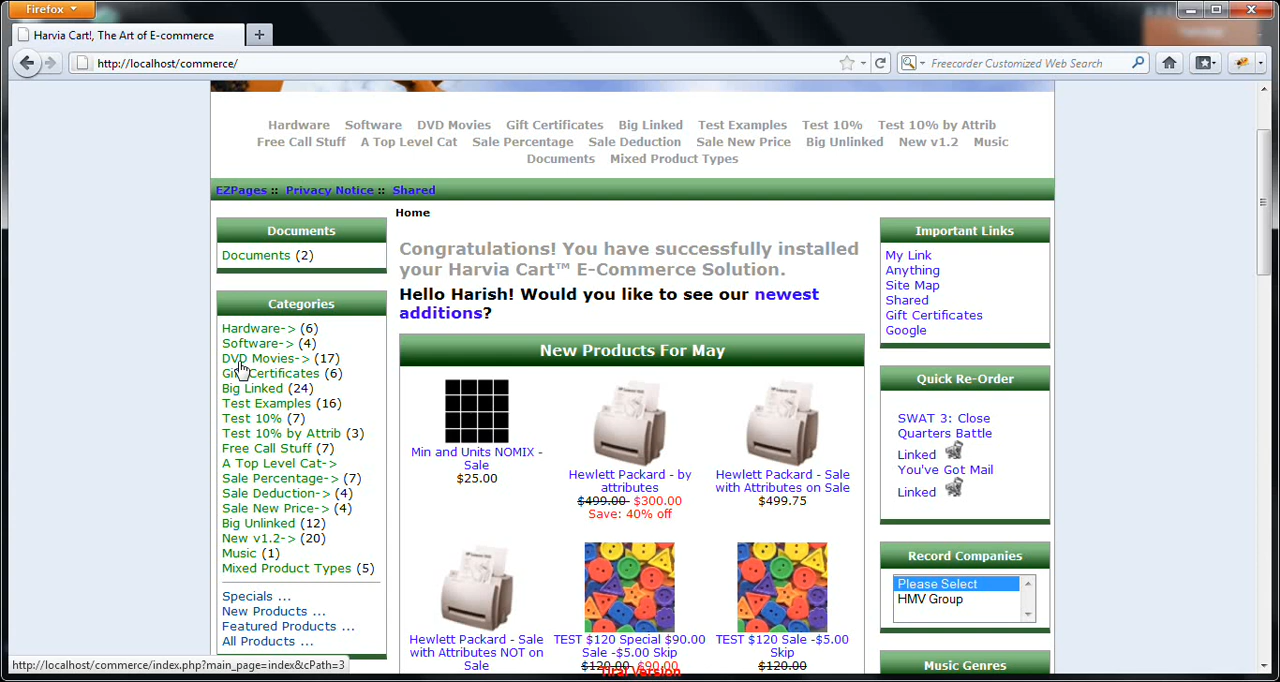 Firefox
Harvia Cart!, The Art of E-commerce
http://localhost/commerce/
Freecorder Customized Web Search
Hardware Software DVD Movies Gift Certificates Big Linked Test Examples Test 10% Test 10% by Attrib
Free Call Stuff A Top Level Cat Sale Percentage Sale Deduction Sale New Price Big Unlinked New v1.2 Music
Documents Mixed Product Types
EZPages :: Privacy Notice :: Shared
Home
Documents
Documents (2)
Categories
Hardware-> (6)
Software-> (4)
DVD Movies-> (17)
Gift Certificates (6)
Big Linked (24)
Test Examples (16)
Test 10% (7)
Test 10% by Attrib (3)
Free Call Stuff (7)
A Top Level Cat->
Sale Percentage-> (7)
Sale Deduction-> (4)
Sale New Price-> (4)
Big Unlinked (12)
New v1.2-> (20)
Music (1)
Mixed Product Types (5)
Specials ...
New Products ...
Featured Products ...
All Products ...
Congratulations! You have successfully installed
your Harvia Cart™ E-Commerce Solution.
Hello Harish! Would you like to see our newest
additions?
New Products For May
Min and Units NOMIX -
Sale
$25.00
Hewlett Packard - by
attributes
$499.00 $300.00
Save: 40% off
Hewlett Packard - Sale
with Attributes on Sale
$499.75
Hewlett Packard - Sale
with Attributes NOT on
Sale
TEST $120 Special $90.00
Sale -$5.00 Skip
$120.00 $90.00
TEST $120 Sale -$5.00
Skip
$120.00
Important Links
My Link
Anything
Site Map
Shared
Gift Certificates
Google
Quick Re-Order
SWAT 3: Close
Quarters Battle
Linked
You've Got Mail
Linked
Record Companies
Please Select
HMV Group
Music Genres
http://localhost/commerce/index.php?main_page=index&cPath=3